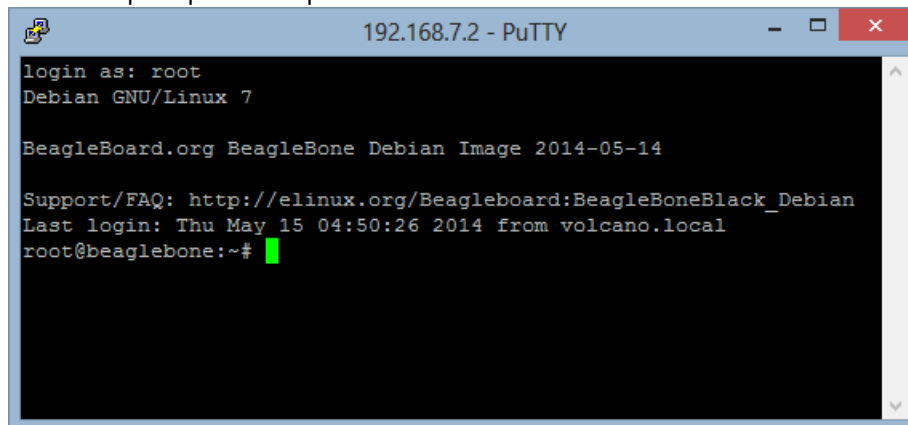 192.168.7.2 - PuTTY
login as: root
Debian GNU/Linux 7
BeagleBoard.org BeagleBone Debian Image 2014-05-14
Support/FAQ: http://elinux.org/Beagleboard:BeagleBoneBlack_Debian
Last login: Thu May 15 04:50:26 2014 from volcano.local
root@beaglebone:~#